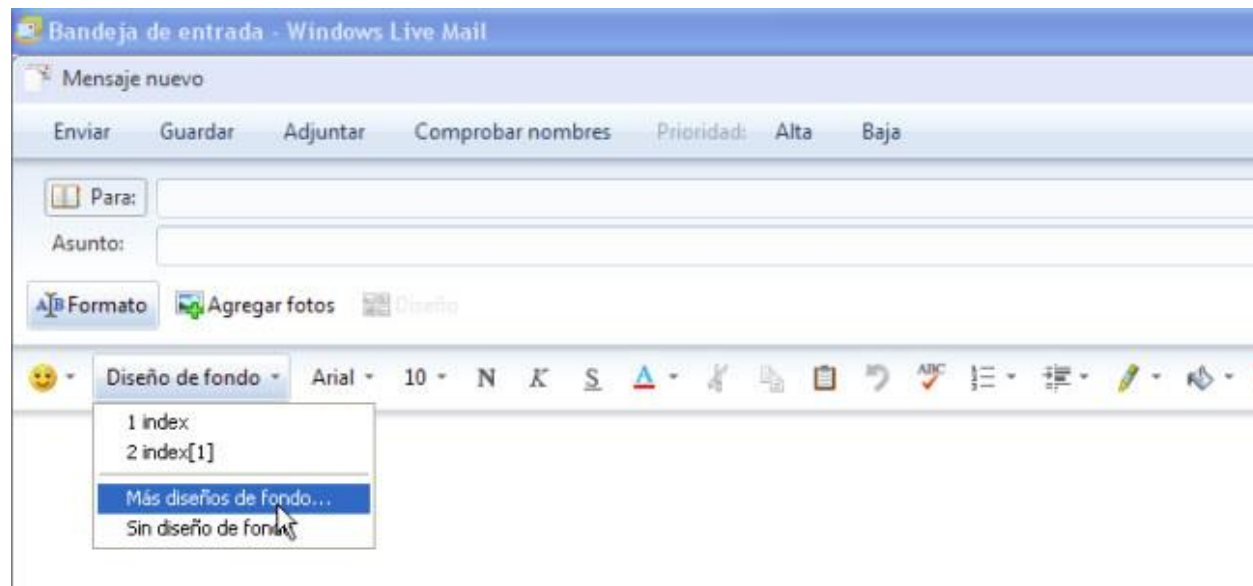 Bandeja de entrada - Windows Live Mail
Mensaje nuevo
Enviar Guardar Adjuntar Comprobar nombres Prioridad: Alta Baja
Para:
Asunto:
A B Formato Agregar fotos Diseño
Diseño de fondo Arial 10 N K S A ABC
1 index
2 index[1]
Más diseños de fondo...
Sin diseño de fondo